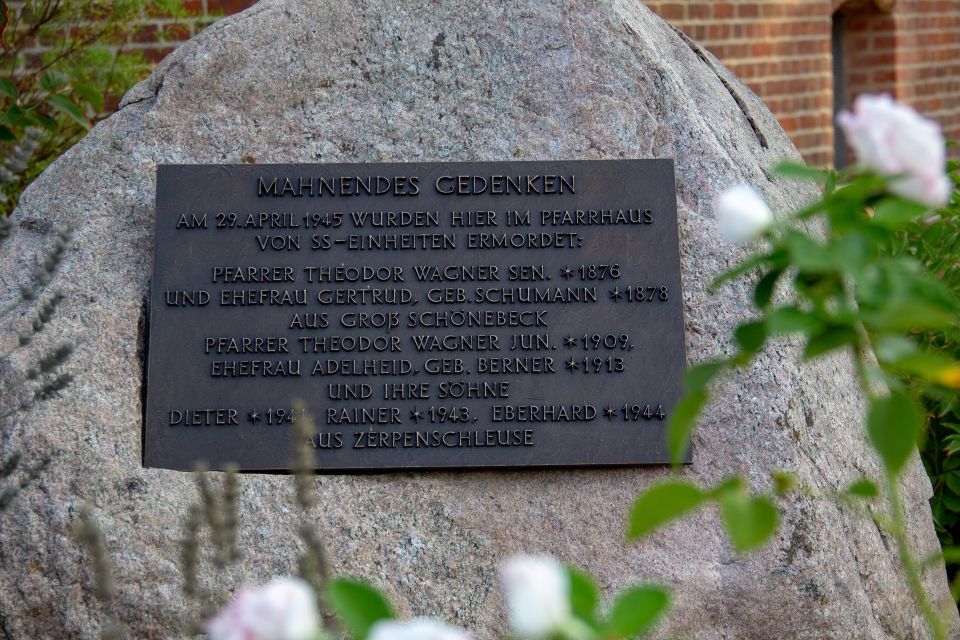 MAHNENDES GEDENKEN
AM 29. APRIL 1945 WURDEN HIER IM PFARRHAUS
VON SS-EINHEITEN ERMORDET:
PFARRER THEODOR WAGNER SEN. *1876
UND EHEFRAU GERTRUD, GEB. SCHUMANN *1878
AUS GROß SCHÖNEBECK
PFARRER THEODOR WAGNER JUN. *1909,
EHEFRAU ADELHEID, GEB. BERNER *1913
UND IHRE SÖHNE
DIETER RAINER *1943, EBERHARD *1944
AUS ZERPENSCHLEUSE